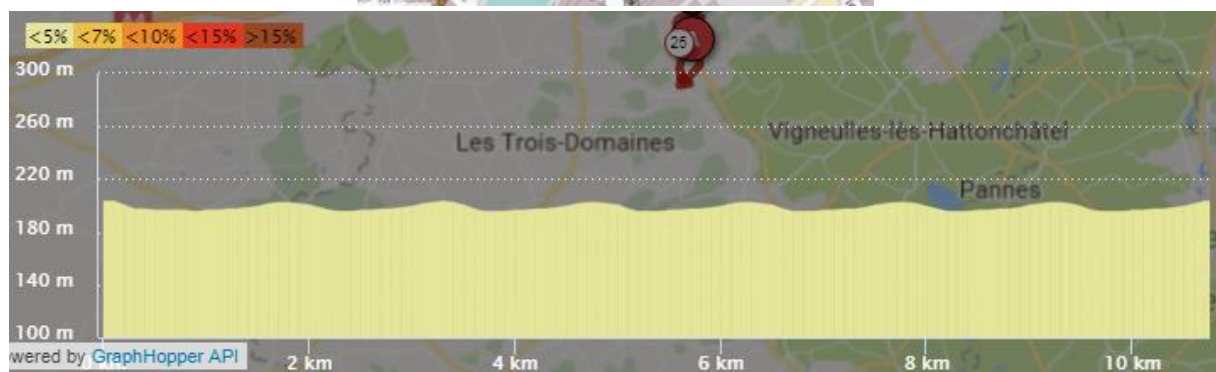 <5% <7% <10% <15% >15%
25
300 m
260 m
Les Trois-Domaines
Vigneulles-lès-Hattonchâtel
220 m
Pannes
180 m
140 m
100 m
wered by GraphHopper API
2 km
4 km
6 km
8 km
10 km